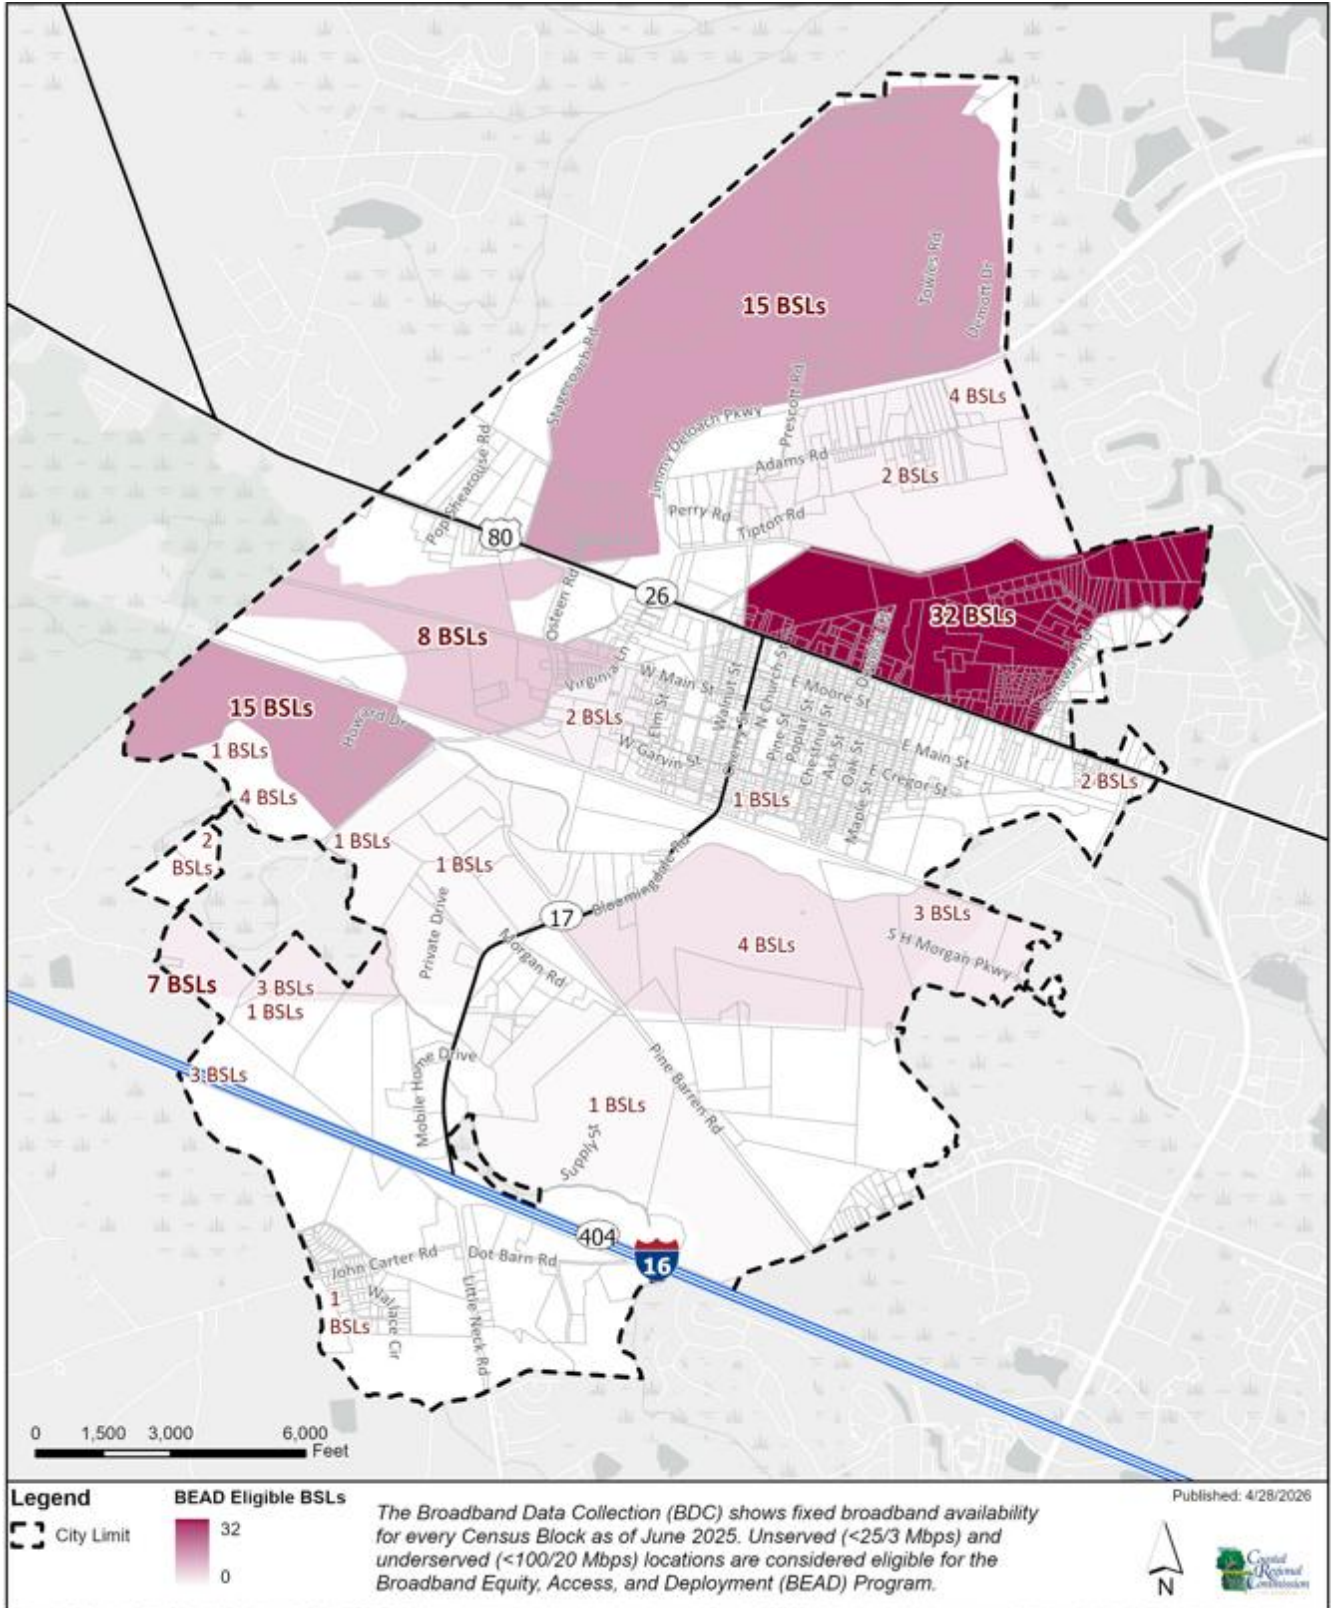 15 BSLs
Towles Rd
Demott Dr
Stagecoach Rd
Prescott Rd
4 BSLs
Jimmy Deloach Pkwy
Adams Rd
2 BSLs
Pop Sheacouse Rd
Perry Rd
Tipton Rd
80
26
Osteen Rd
32 BSLs
8 BSLs
Virginia Ln
W Main St
Elm St
Walnut St
N Church St
E Moore St
15 BSLs
Howard Dr
2 BSLs
W Garvin St
Cherry St
Pine St
Poplar St
Chestnut St
Ash St
Oak St
Maple St
E Main St
E Cregor St
1 BSLs
2 BSLs
4 BSLs
1 BSLs
2
BSLs
1 BSLs
1 BSLs
Bloomingdale Rd
17
Private Drive
Morgan Rd
4 BSLs
3 BSLs
S H Morgan Pkwy
7 BSLs
3 BSLs
1 BSLs
3 BSLs
Mobile Home Drive
Pine Barren Rd
1 BSLs
Supply St
404
16
John Carter Rd
Dot Barn Rd
1
BSLs
Wallace Cir
Little Neck Rd
0 1,500 3,000 6,000
Feet
Legend
City Limit
BEAD Eligible BSLs
32
0
The Broadband Data Collection (BDC) shows fixed broadband availability
for every Census Block as of June 2025. Unserved (<25/3 Mbps) and
underserved (<100/20 Mbps) locations are considered eligible for the
Broadband Equity, Access, and Deployment (BEAD) Program.
Published: 4/28/2026
N
Coastal
Regional
Commission